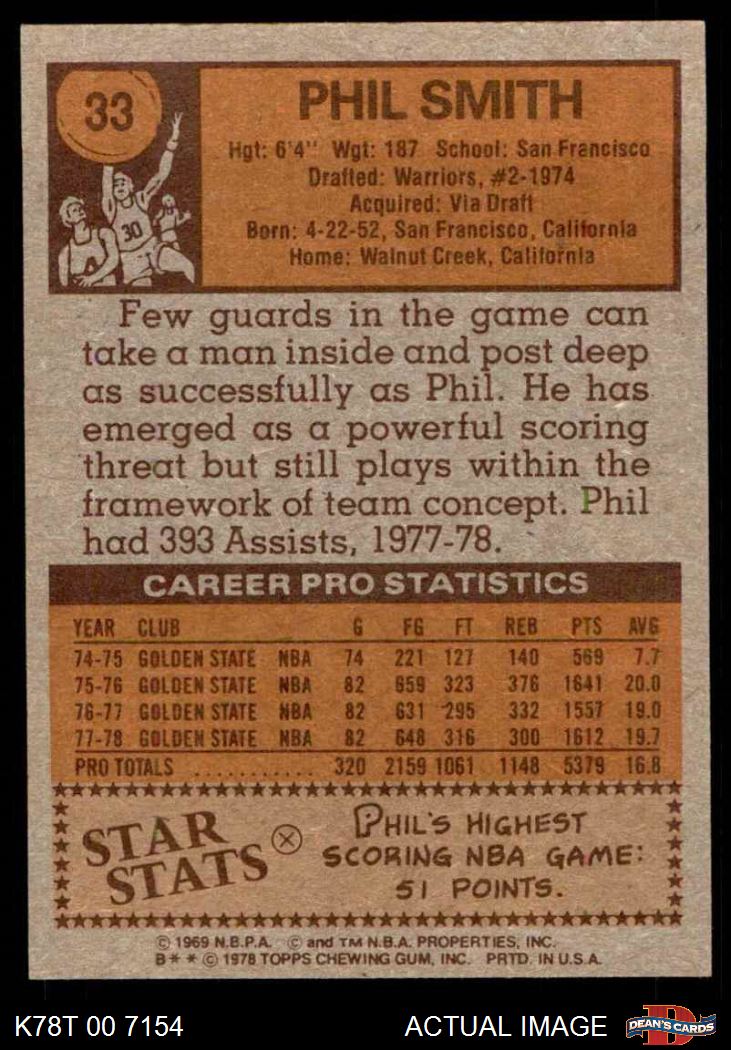 33
PHIL SMITH
Hgt: 6'4" Wgt: 187 School: San Francisco
Drafted: Warriors, #2-1974
Acquired: Via Draft
Born: 4-22-52, San Francisco, California
Home: Walnut Creek, California
30
Few guards in the game can
take a man inside and post deep
as successfully as Phil. He has
emerged as a powerful scoring
threat but still plays within the
framework of team concept. Phil
had 393 Assists, 1977-78.
CAREER PRO STATISTICS
YEAR CLUB G FG FT REB PTS AVG
74-75 GOLDEN STATE NBA 74 221 127 140 569 7.7
75-76 GOLDEN STATE NBA 82 659 323 376 1641 20.0
76-77 GOLDEN STATE NBA 82 631 295 332 1557 19.0
77-78 GOLDEN STATE NBA 82 648 316 300 1612 19.7
PRO TOTALS .......... 320 2159 1061 1148 5379 16.8
STAR
STATS
PHIL'S HIGHEST
SCORING NBA GAME:
51 POINTS.
© 1969 N.B.P.A. © and TM N.B.A. PROPERTIES, INC.
B** © 1978 TOPPS CHEWING GUM, INC. PRTD. IN U.S.A.
K78T 00 7154
ACTUAL IMAGE
D
DEAN'S CARDS